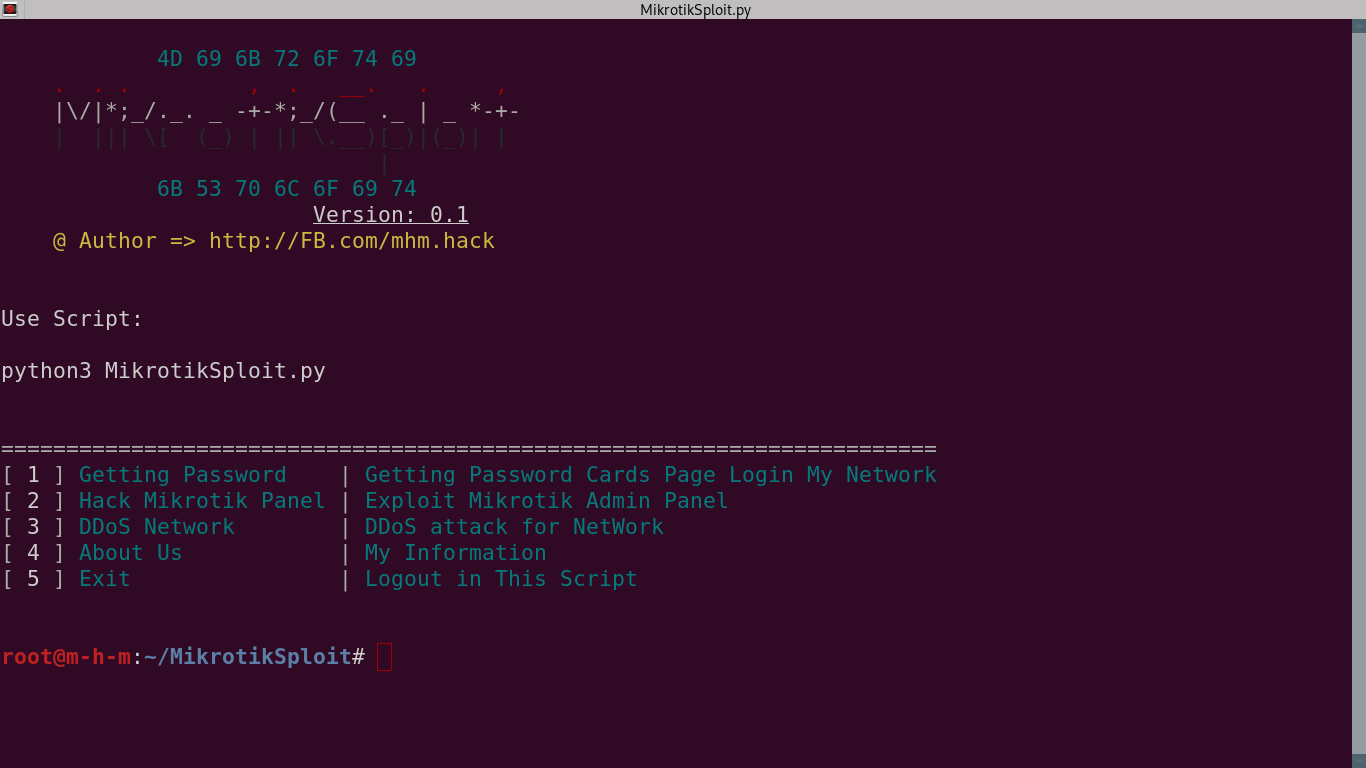 MikrotikSploit.py
4D 69 6B 72 6F 74 69
.  . .         ,  .   __.   .     ,
|\/|*;_/._. _ -+-*;_/(__ ._ | _ *-+-
|  ||| \[  (_) | || \.__)[_)|(_)| |
|
6B 53 70 6C 6F 69 74
Version: 0.1
@ Author => http://FB.com/mhm.hack
Use Script:
python3 MikrotikSploit.py
========================================================================
[ 1 ] Getting Password    | Getting Password Cards Page Login My Network
[ 2 ] Hack Mikrotik Panel | Exploit Mikrotik Admin Panel
[ 3 ] DDoS Network        | DDoS attack for NetWork
[ 4 ] About Us            | My Information
[ 5 ] Exit                | Logout in This Script
root@m-h-m:~/MikrotikSploit#